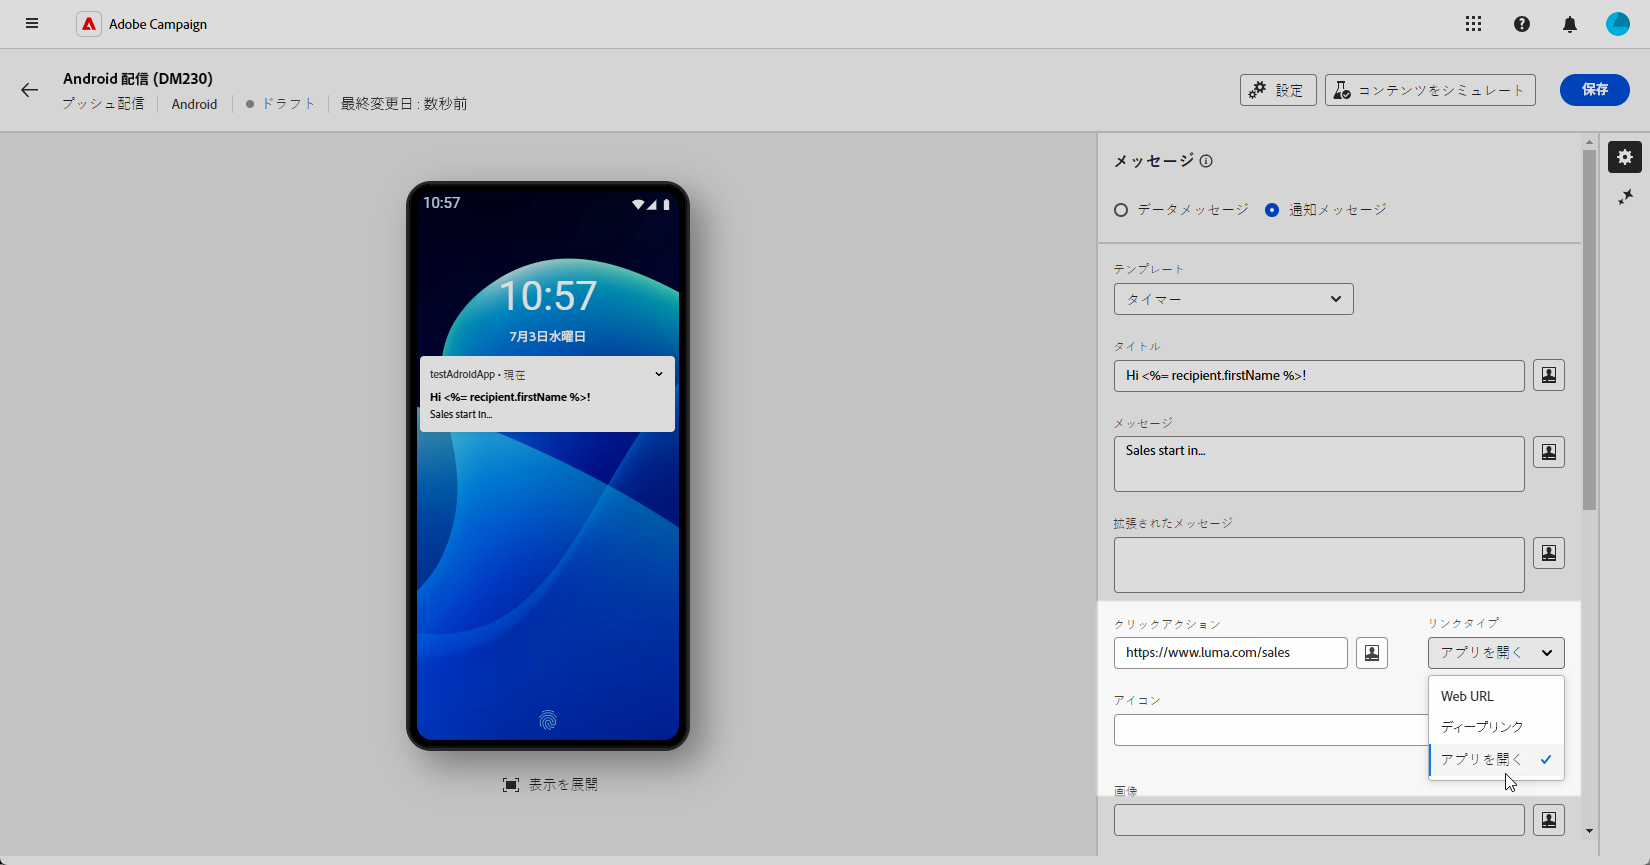 Adobe Campaign
Android 配信 (DM230)
プッシュ配信 Android ドラフト 最終変更日 : 数秒前
設定 コンテンツをシミュレート 保存
10:57
10:57
7月3日水曜日
testAdroidApp • 現在
Hi <%= recipient.firstName %>!
Sales start in...
表示を展開
メッセージ
データメッセージ 通知メッセージ
テンプレート
タイマー
タイトル
Hi <%= recipient.firstName %>!
メッセージ
Sales start in...
拡張されたメッセージ
クリックアクション リンクタイプ
https://www.luma.com/sales アプリを開く
Web URL
ディープリンク
アプリを開く
アイコン
画像